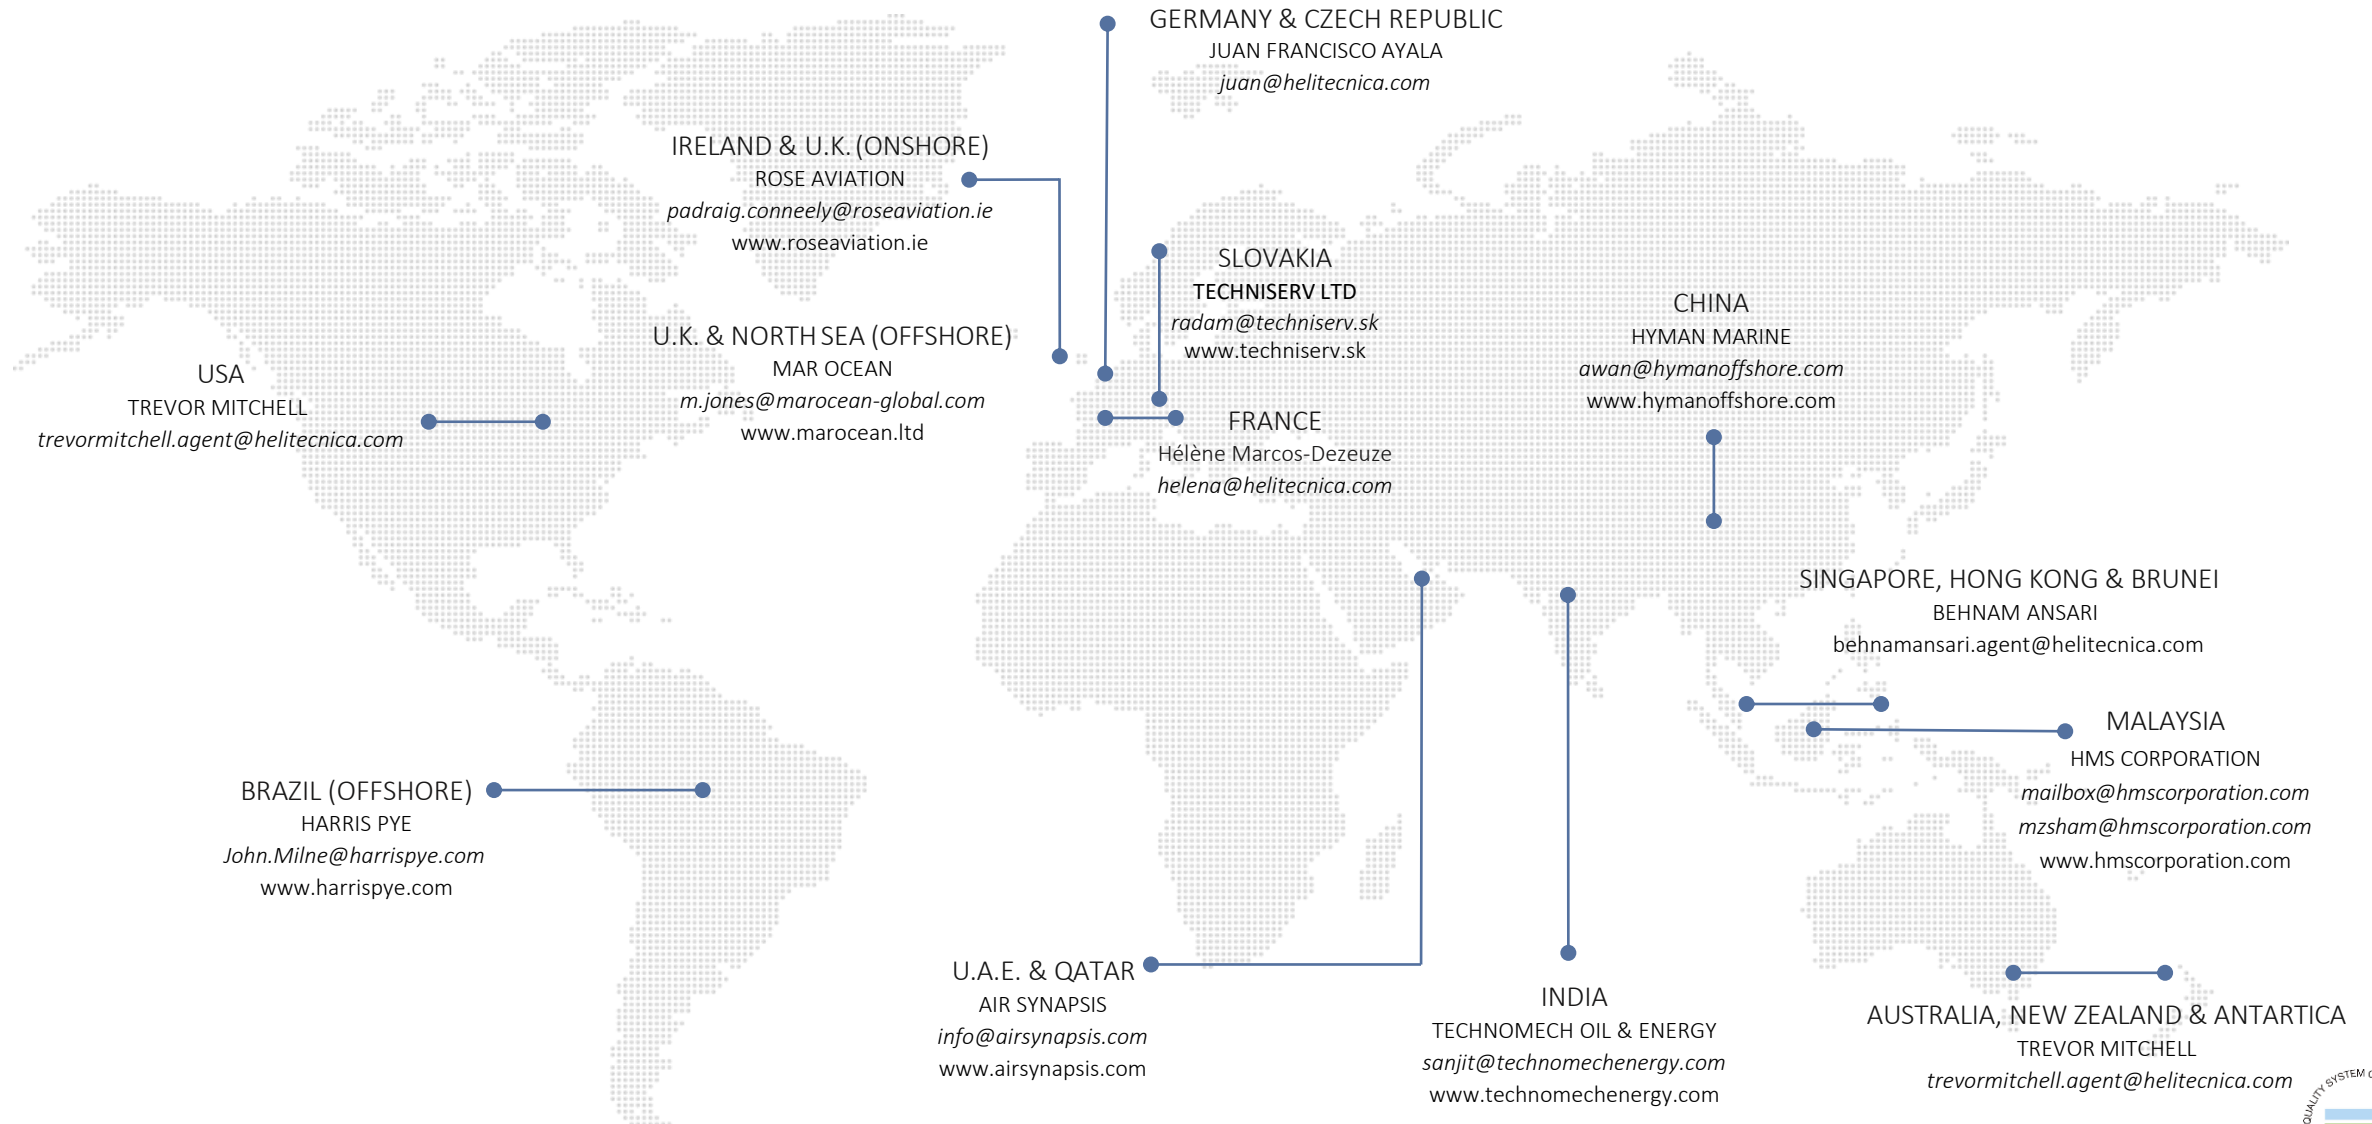 GERMANY & CZECH REPUBLIC
JUAN FRANCISCO AYALA
juan@helitecnica.com
IRELAND & U.K. (ONSHORE)
ROSE AVIATION
padraig.conneely@roseaviation.ie
www.roseaviation.ie
SLOVAKIA
TECHNISERV LTD
radam@techniserv.sk
www.techniserv.sk
U.K. & NORTH SEA (OFFSHORE)
MAR OCEAN
m.jones@marocean-global.com
www.marocean.ltd
CHINA
HYMAN MARINE
awan@hymanoffshore.com
www.hymanoffshore.com
USA
TREVOR MITCHELL
trevormitchell.agent@helitecnica.com
FRANCE
Hélène Marcos-Dezeuze
helena@helitecnica.com
SINGAPORE, HONG KONG & BRUNEI
BEHNAM ANSARI
behnamansari.agent@helitecnica.com
MALAYSIA
HMS CORPORATION
mailbox@hmscorporation.com
mzsham@hmscorporation.com
www.hmscorporation.com
BRAZIL (OFFSHORE)
HARRIS PYE
John.Milne@harrispye.com
www.harrispye.com
U.A.E. & QATAR
AIR SYNAPSIS
info@airsynapsis.com
www.airsynapsis.com
INDIA
TECHNOMECH OIL & ENERGY
sanjit@technomechenergy.com
www.technomechenergy.com
AUSTRALIA, NEW ZEALAND & ANTARTICA
TREVOR MITCHELL
trevormitchell.agent@helitecnica.com
QUALITY SYSTEM